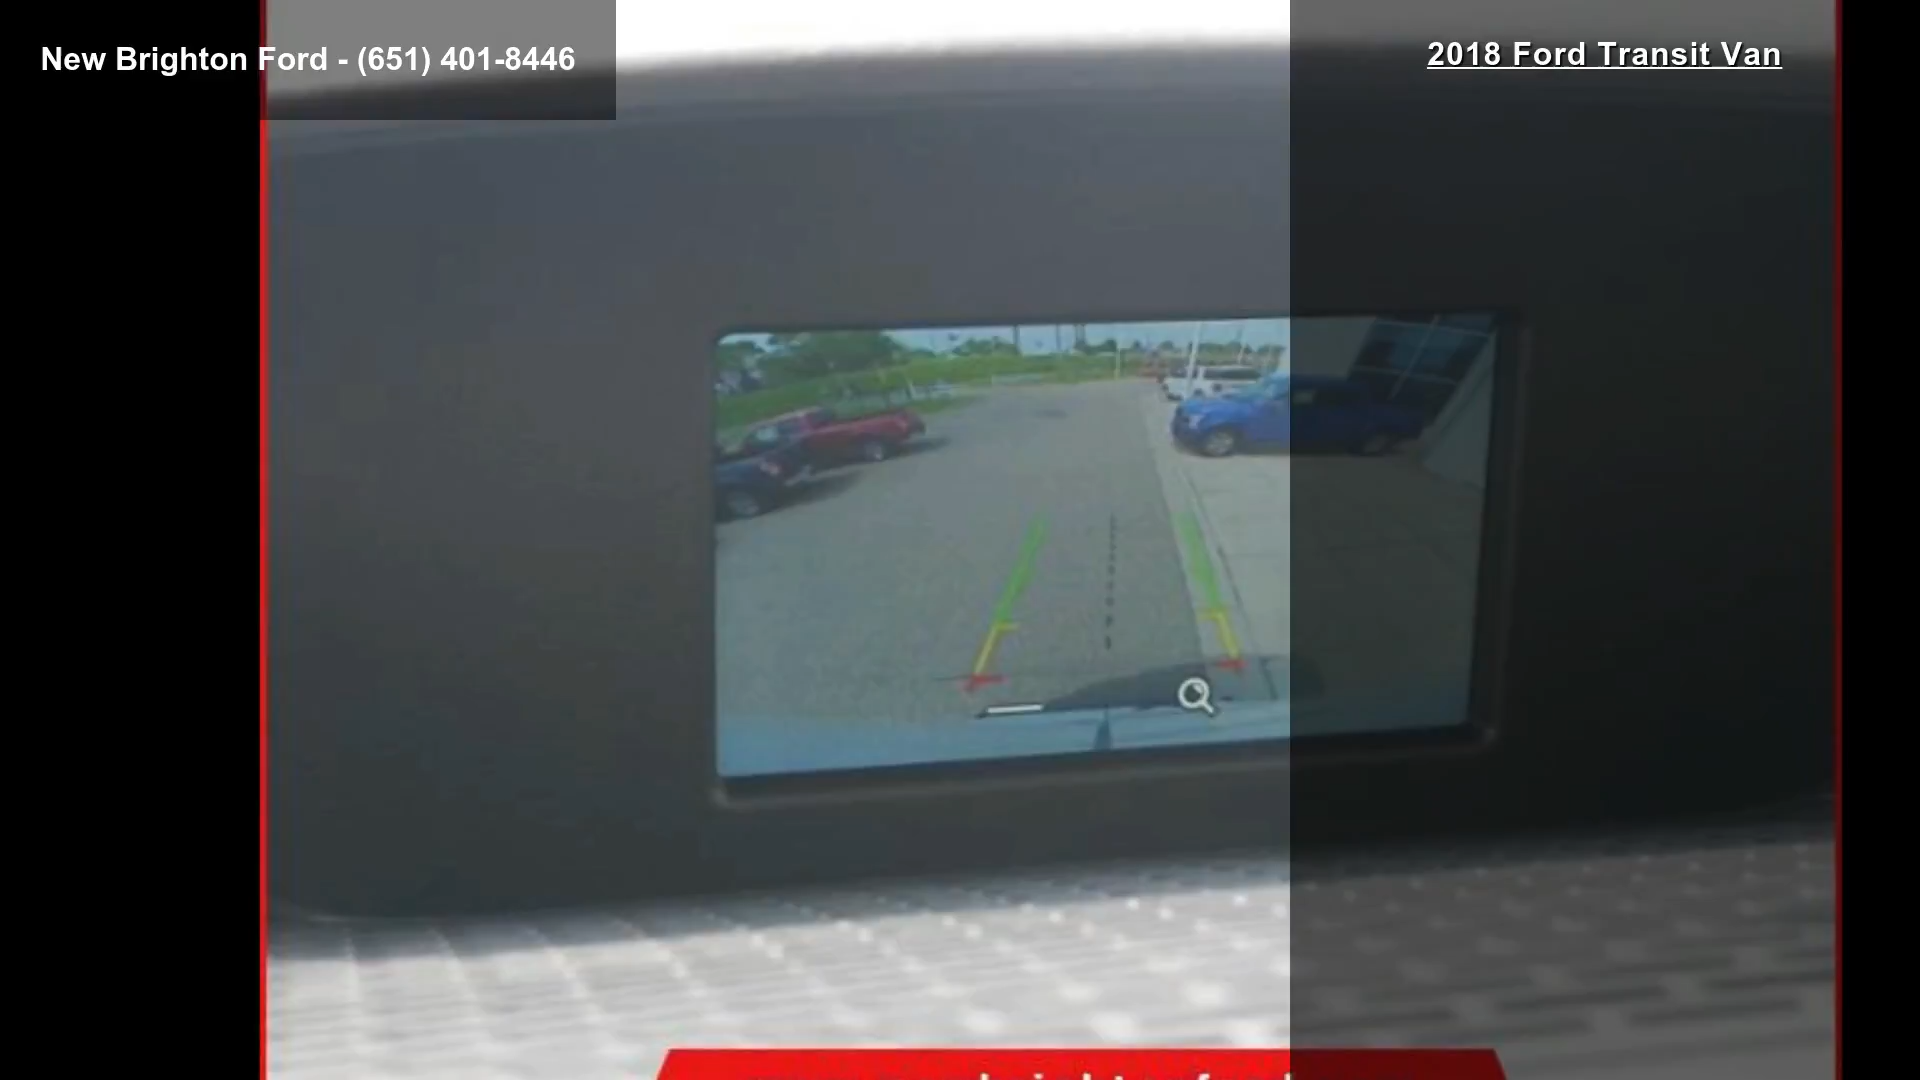 New Brighton Ford - (651) 401-8446
2018 Ford Transit Van